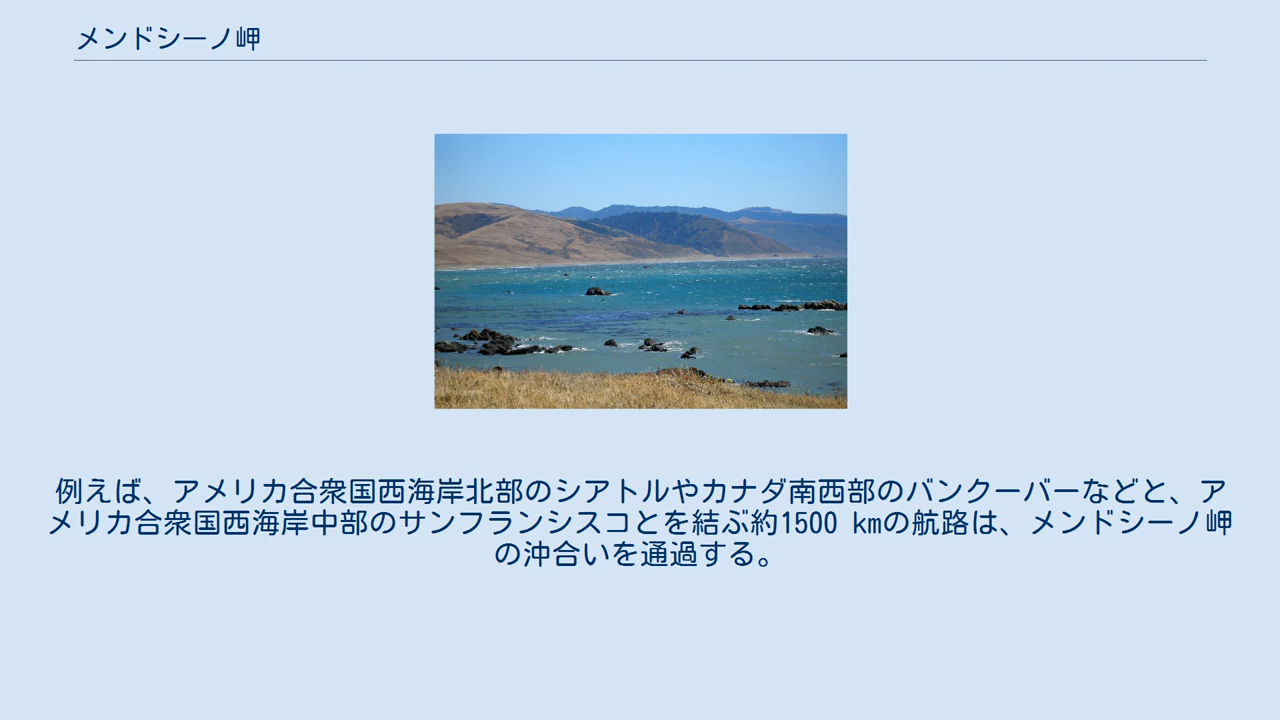 メンドシーノ岬
例えば、アメリカ合衆国西海岸北部のシアトルやカナダ南西部のバンクーバーなどと、ア
メリカ合衆国西海岸中部のサンフランシスコとを結ぶ約1500 kmの航路は、メンドシーノ岬
の沖合いを通過する。